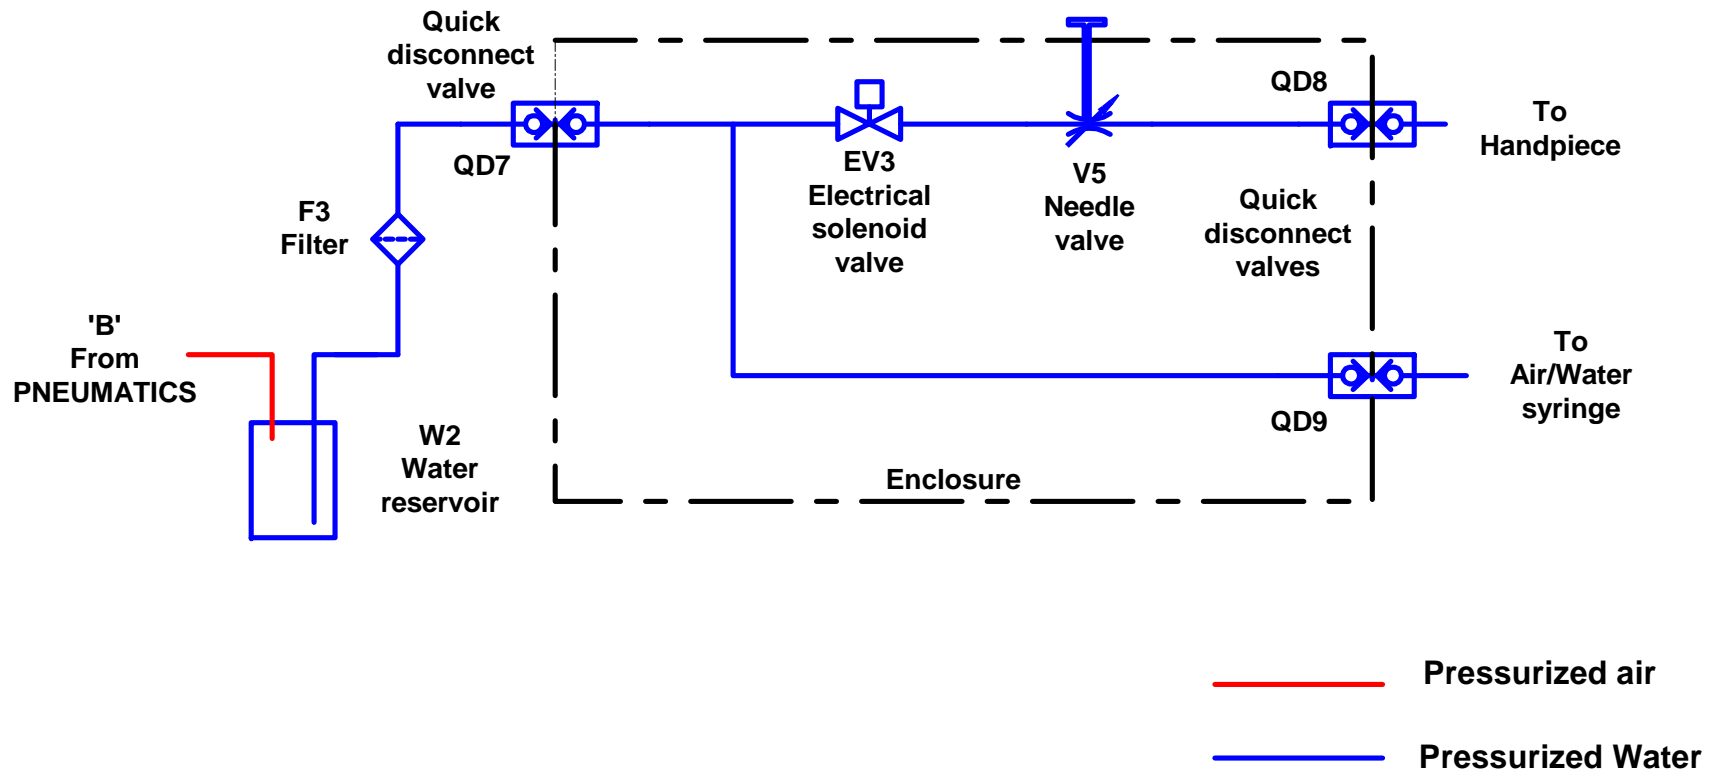 Quick
disconnect
valve
QD7
F3
Filter
'B'
From
PNEUMATICS
W2
Water
reservoir
EV3
Electrical
solenoid
valve
V5
Needle
valve
QD8
To
Handpiece
Quick
disconnect
valves
To
Air/Water
syringe
QD9
Enclosure
Pressurized air
Pressurized Water